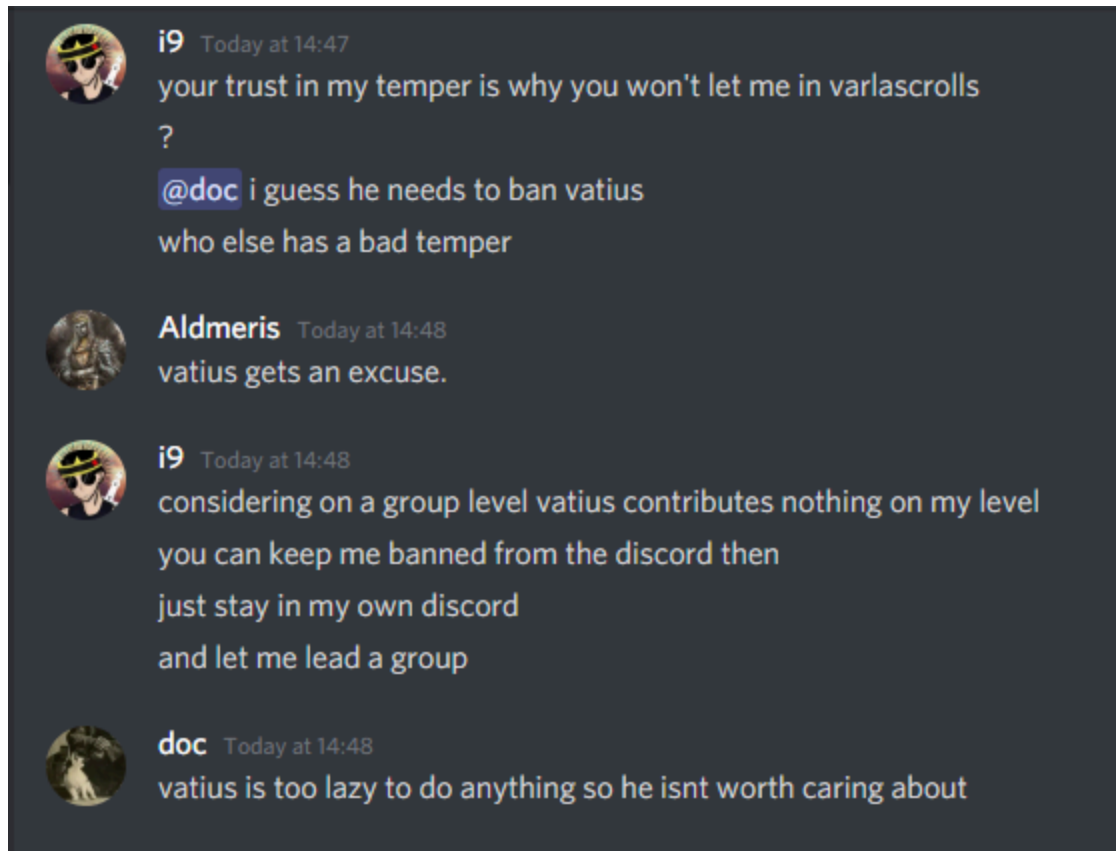 i9 Today at 14:47
your trust in my temper is why you won't let me in varlascrolls
?
@doc i guess he needs to ban vatius
who else has a bad temper
Aldmeris Today at 14:48
vatius gets an excuse.
i9 Today at 14:48
considering on a group level vatius contributes nothing on my level
you can keep me banned from the discord then
just stay in my own discord
and let me lead a group
doc Today at 14:48
vatius is too lazy to do anything so he isnt worth caring about